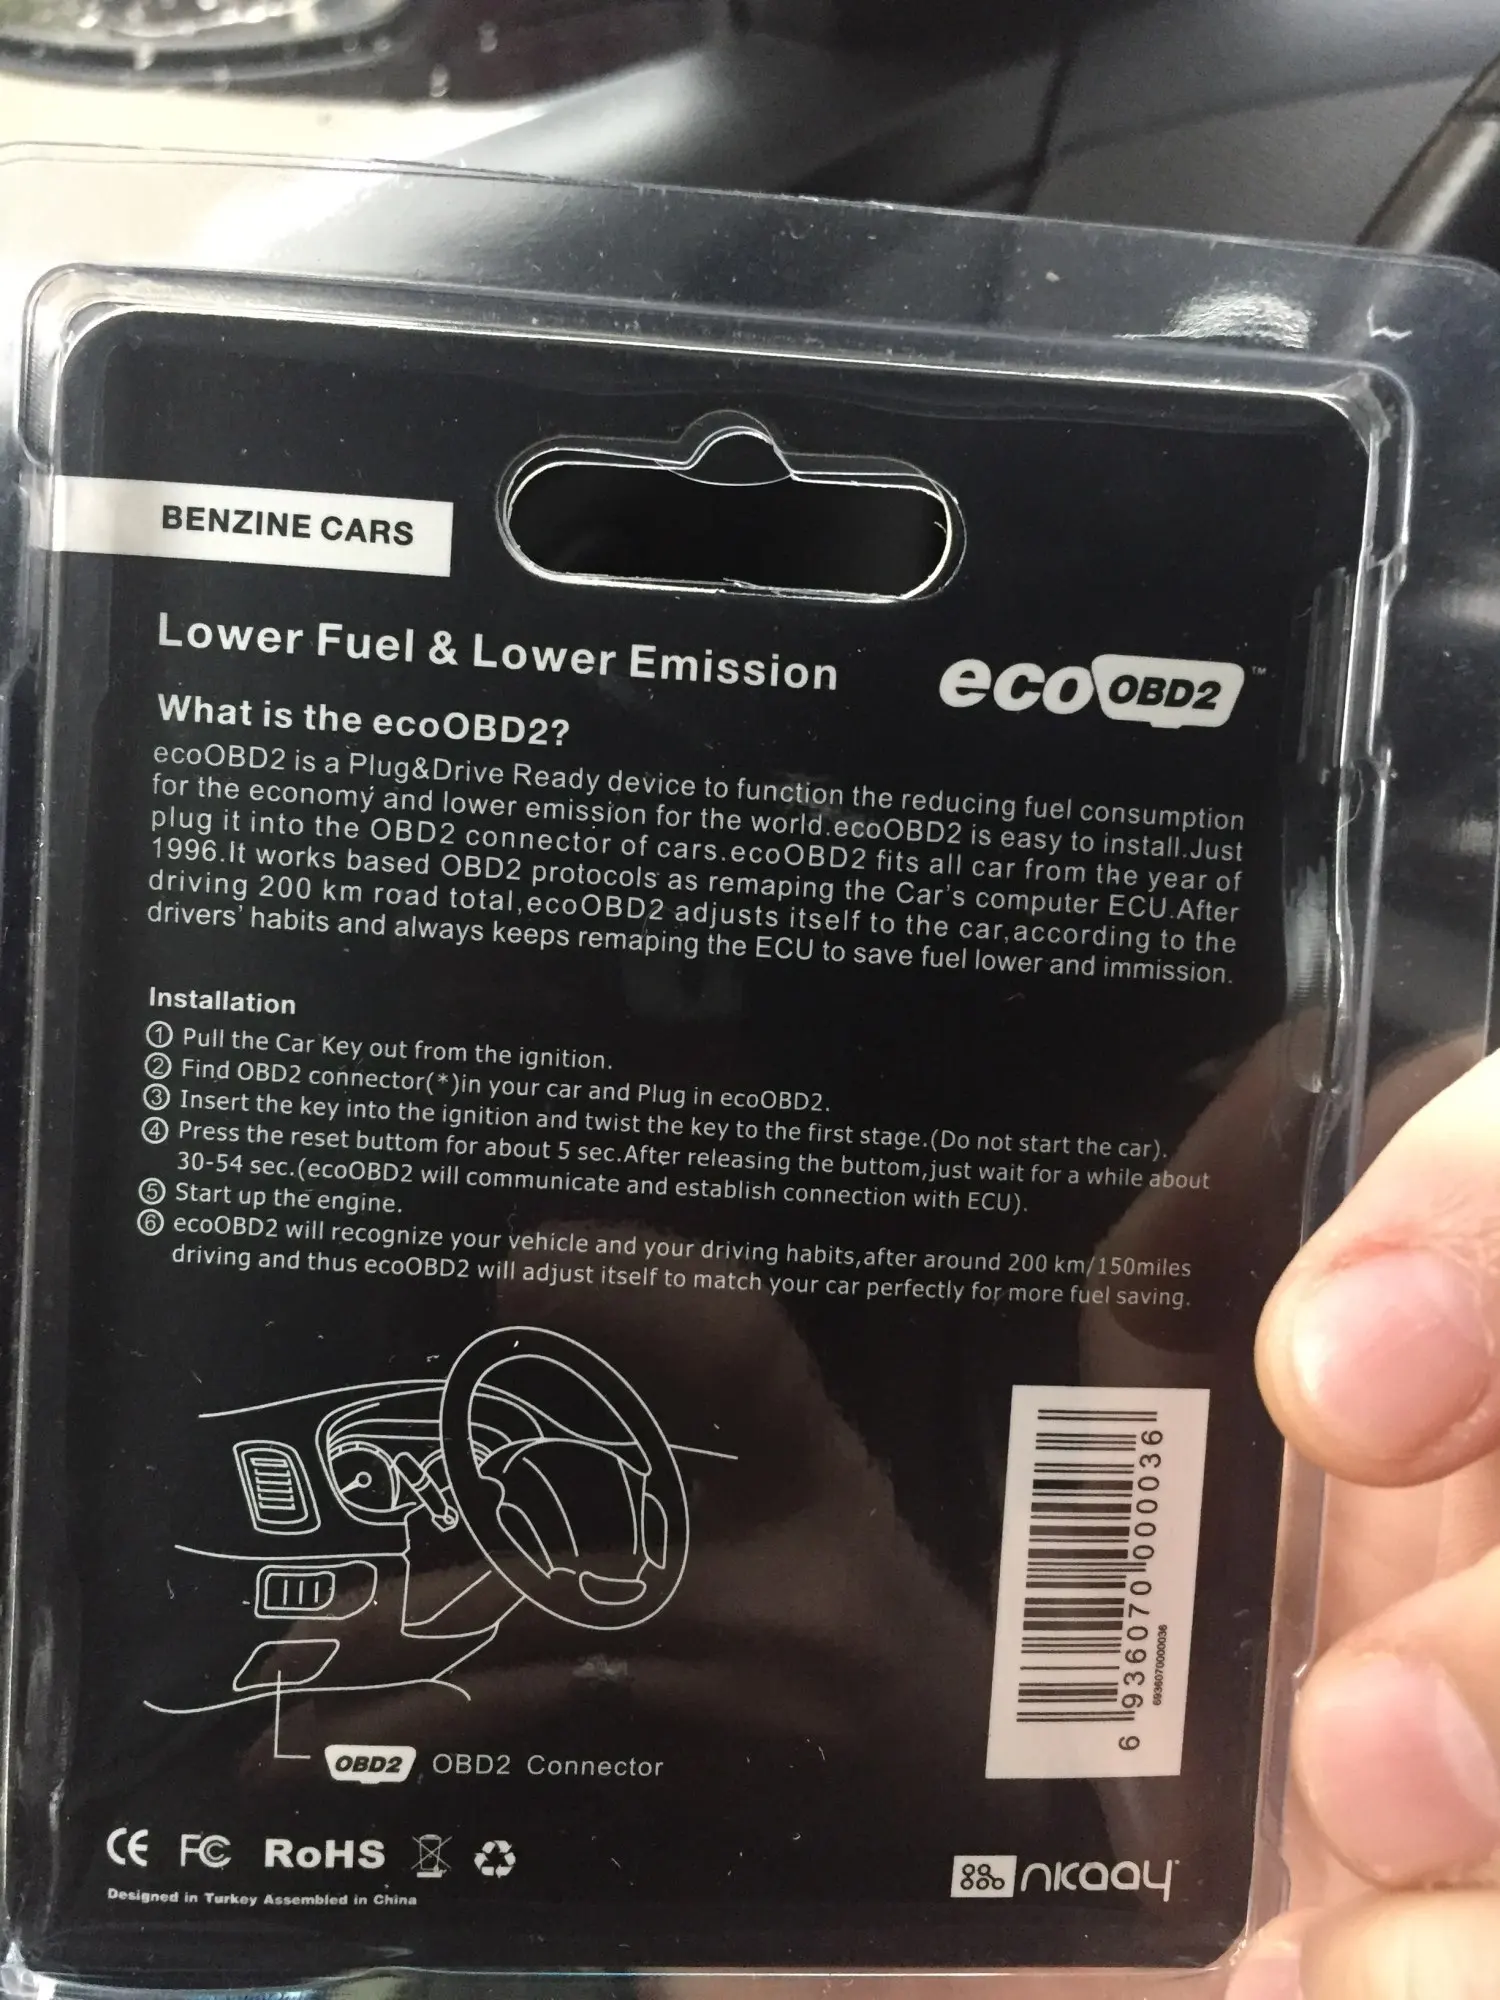 BENZINE CARS
Lower Fuel & Lower Emission
eco OBD2™
What is the ecoOBD2?
ecoOBD2 is a Plug&Drive Ready device to function the reducing fuel consumption
for the economy and lower emission for the world.ecoOBD2 is easy to install.Just
plug it into the OBD2 connector of cars.ecoOBD2 fits all car from the year of
1996.It works based OBD2 protocols as remaping the Car's computer ECU.After
driving 200 km road total,ecoOBD2 adjusts itself to the car,according to the
drivers' habits and always keeps remaping the ECU to save fuel lower and immission.
Installation
① Pull the Car Key out from the ignition.
② Find OBD2 connector(*)in your car and Plug in ecoOBD2.
③ Insert the key into the ignition and twist the key to the first stage.(Do not start the car).
④ Press the reset buttom for about 5 sec.After releasing the buttom,just wait for a while about
30-54 sec.(ecoOBD2 will communicate and establish connection with ECU).
⑤ Start up the engine.
⑥ ecoOBD2 will recognize your vehicle and your driving habits,after around 200 km/150miles
driving and thus ecoOBD2 will adjust itself to match your car perfectly for more fuel saving.
6 936070 000036
6936070000036
OBD2 OBD2 Connector
CE FC RoHS
Designed in Turkey Assembled in China
nkaay